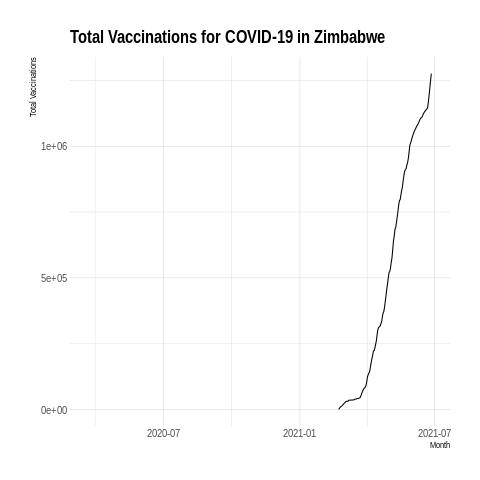 Total Vaccinations for COVID-19 in Zimbabwe
Total Vaccinations
1e+06
5e+05
0e+00
2020-07
2021-01
2021-07
Month